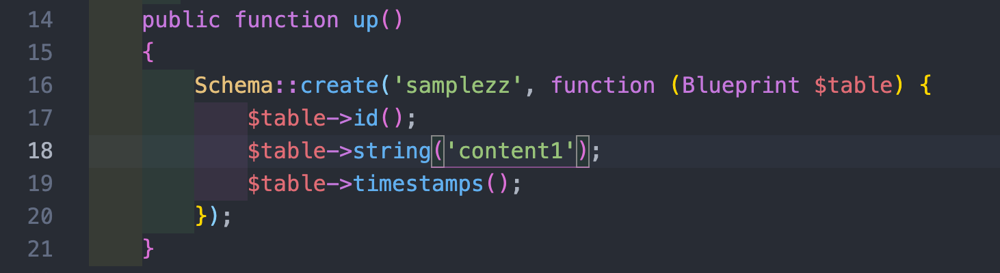 14 public function up()
15 {
16 Schema::create('samplezz', function (Blueprint $table) {
17 $table->id();
18 $table->string('content1');
19 $table->timestamps();
20 });
21 }